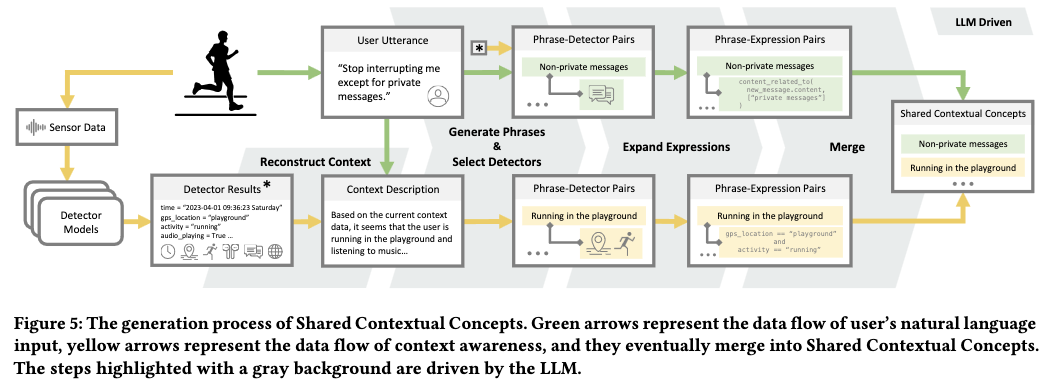 LLM Driven
User Utterance
"Stop interrupting me
except for private
messages."
*
Phrase-Detector Pairs
Non-private messages
...
Phrase-Expression Pairs
Non-private messages
content_related_to(
new_message.content,
["private messages"]
)
...
Sensor Data
Shared Contextual Concepts
Non-private messages
Running in the playground
...
Reconstruct Context
Generate Phrases
&
Select Detectors
Expand Expressions
Merge
Detector
Models
Detector Results*
time = "2023-04-01 09:36:23 Saturday"
gps_location = "playground"
activity = "running"
audio_playing = True ...
Context Description
Based on the current context
data, it seems that the user is
running in the playground and
listening to music...
Phrase-Detector Pairs
Running in the playground
...
Phrase-Expression Pairs
Running in the playground
gps_location == "playground"
and
activity == "running"
...
Figure 5: The generation process of Shared Contextual Concepts. Green arrows represent the data flow of user's natural language
input, yellow arrows represent the data flow of context awareness, and they eventually merge into Shared Contextual Concepts.
The steps highlighted with a gray background are driven by the LLM.